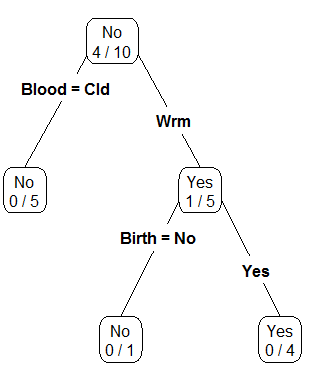 No
4 / 10
Blood = Cld
Wrm
No
0 / 5
Yes
1 / 5
Birth = No
Yes
No
0 / 1
Yes
0 / 4